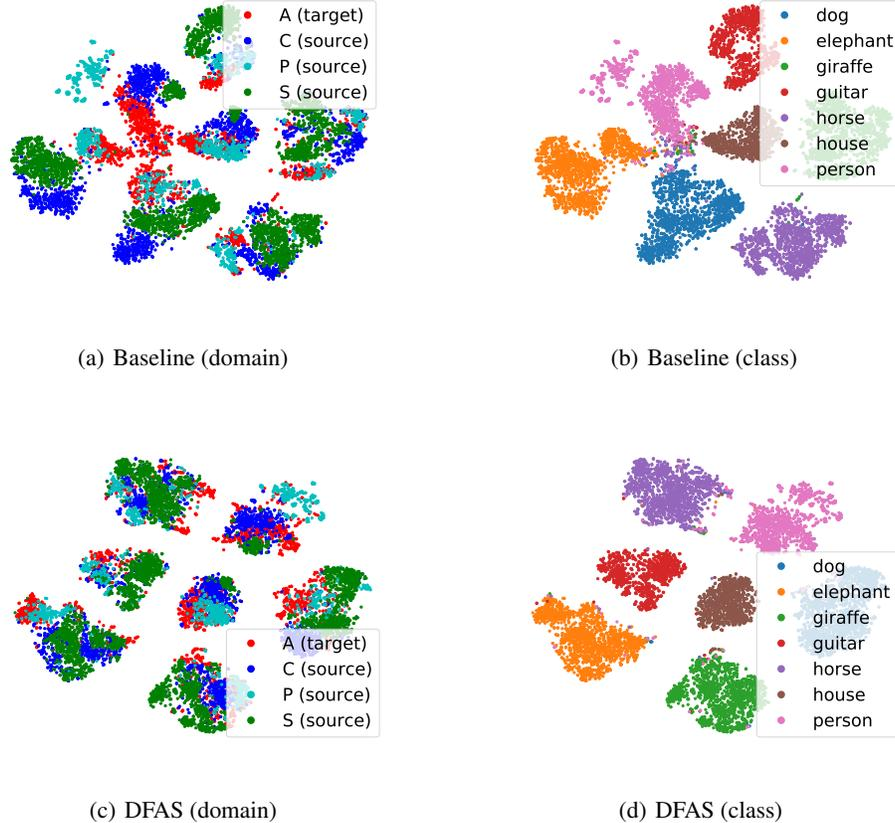 A (target)
C (source)
P (source)
S (source)
dog
elephant
giraffe
guitar
horse
house
person
(a) Baseline (domain)
(b) Baseline (class)
A (target)
C (source)
P (source)
S (source)
dog
elephant
giraffe
guitar
horse
house
person
(c) DFAS (domain)
(d) DFAS (class)